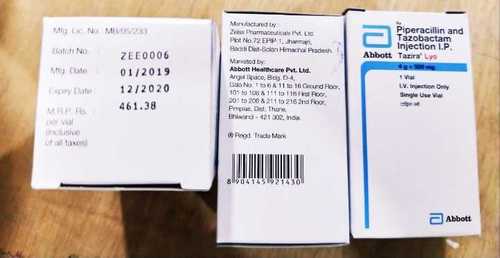 Mfg. Lic. No. MB/05/233
Batch No. ZEE0006
Mfg. Date 01/2019
Expiry Date 12/2020
M.R.P. Rs. 461.38
per vial
(inclusive
of all taxes)
Manufactured by :
Zeiss Pharmaceuticals Pvt. Ltd.
Plot No.72 EPIP-1, Jharmajri,
Baddi Dist-Solan Himachal Pradesh.
Marketed by:
Abbott Healthcare Pvt. Ltd.
Angel Space, Bldg. D-4,
Gala No. 1 to 6 & 11 to 16 Ground Floor,
101 to 106 & 111 to 116 First Floor,
201 to 206 & 211 to 216 2nd Floor,
Pimplas, Dist. Thane,
Bhiwandi - 421 302, India
® Regd. Trade Mark
8 904145 921430
Rx
Piperacillin and
Tazobactam
Injection I.P.
Abbott
Tazira® Lyo
4 g + 500 mg
1 Vial
I.V. Injection Only
Single Use Vial
Abbott